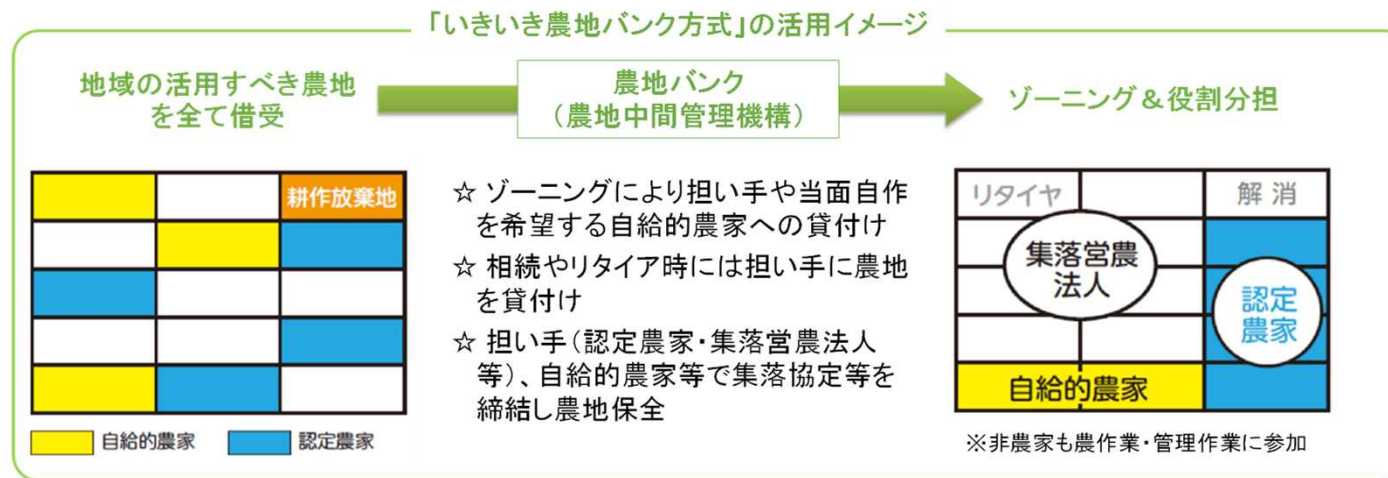 「いきいき農地バンク方式」の活用イメージ
地域の活用すべき農地
を全て借受
農地バンク
（農地中間管理機構）
ゾーニング＆役割分担
耕作放棄地
自給的農家
認定農家
☆ ゾーニングにより担い手や当面自作
を希望する自給的農家への貸付け
☆ 相続やリタイア時には担い手に農地
を貸付け
☆ 担い手（認定農家・集落営農法人
等）、自給的農家等で集落協定等を
締結し農地保全
リタイヤ
解 消
集落営農
法人
認定
農家
自給的農家
※非農家も農作業・管理作業に参加